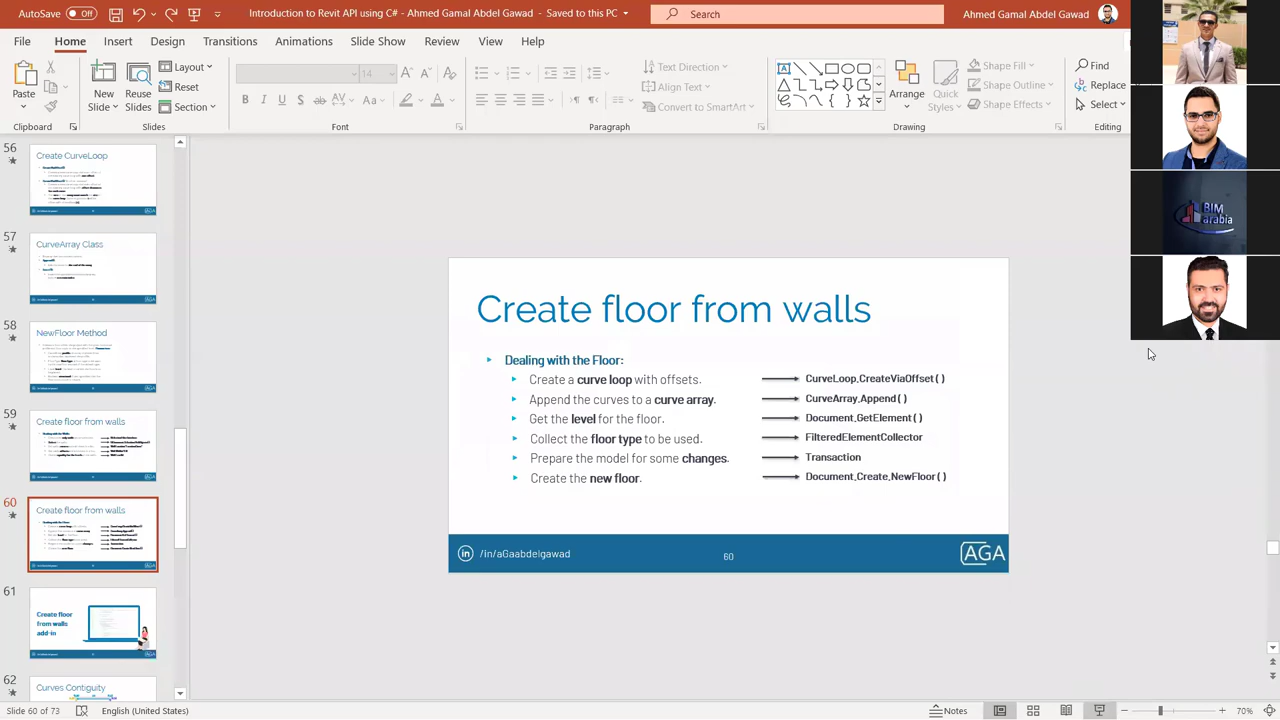 AutoSave Off Introduction to Revit API using C# - Ahmed Gamal Abdel Gawad - Saved to this PC Search Ahmed Gamal Abdel Gawad
File Home Insert Draw Design Transitions Animations Slide Show Review View Help
Paste
New Slide
Reuse Slides
Layout
Reset
Section
14
Text Direction
Align Text
Convert to SmartArt
Arrange
Quick Styles
Shape Fill
Shape Outline
Shape Effects
Find
Replace
Select
Clipboard Slides Font Paragraph Drawing Editing
56
Create CurveLoop
57
CurveArray Class
58
NewFloor Method
59
Create floor from walls
60
Create floor from walls
61
Create floor
from walls
add-in
62
Curves Contiguity
Create floor from walls
Dealing with the Floor:
Create a curve loop with offsets. CurveLoop.CreateViaOffset()
Append the curves to a curve array. CurveArray.Append()
Get the level for the floor. Document.GetElement()
Collect the floor type to be used. FilteredElementCollector
Prepare the model for some changes. Transaction
Create the new floor. Document.Create.NewFloor()
in /in/aGaabdelgawad 60 AGA
BIM
arabia
Slide 60 of 73 English (United States) Notes 70%